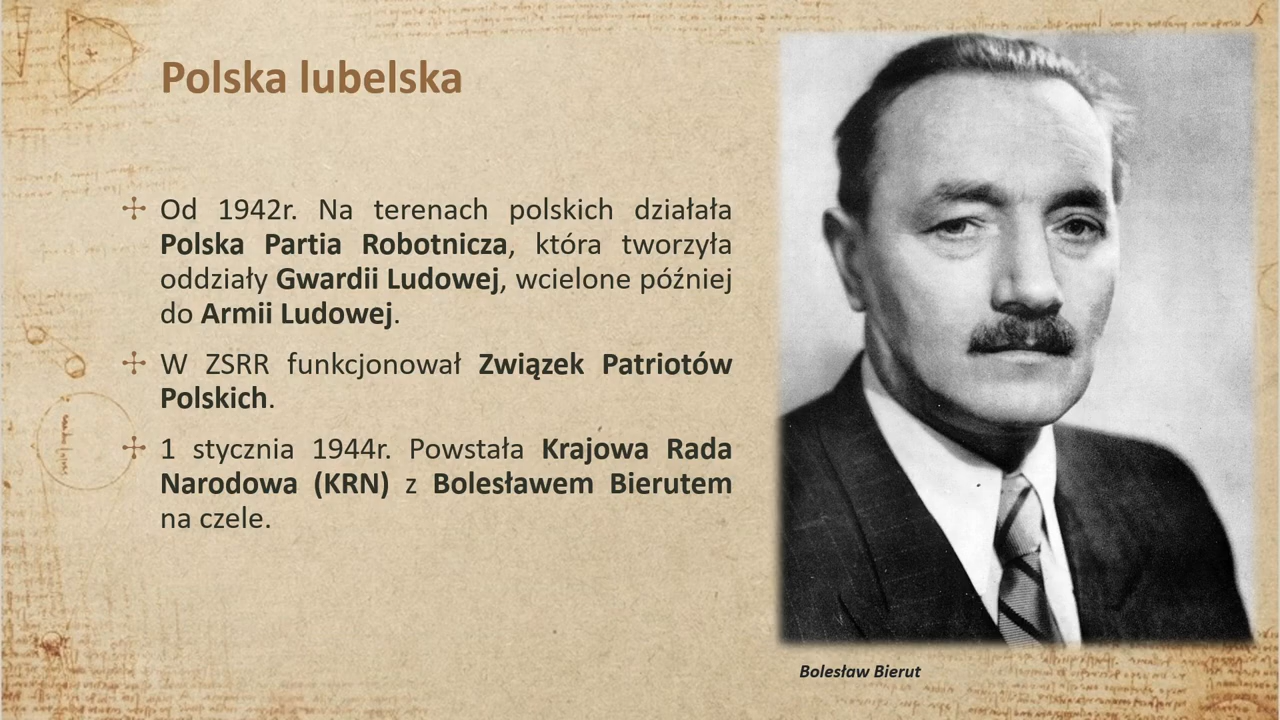 Polska lubelska
Od 1942r. Na terenach polskich działała
Polska Partia Robotnicza, która tworzyła
oddziały Gwardii Ludowej, wcielone później
do Armii Ludowej.
W ZSRR funkcjonował Związek Patriotów
Polskich.
1 stycznia 1944r. Powstała Krajowa Rada
Narodowa (KRN) z Bolesławem Bierutem
na czele.
Bolesław Bierut